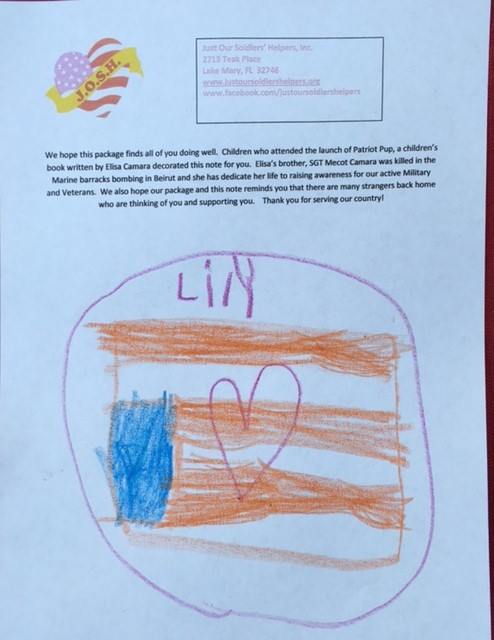 J.O.S.H.
Just Our Soldiers' Helpers, Inc.
2713 Teak Place
Lake Mary, FL 32746
www.justoursoldiershelpers.org
www.facebook.com/justoursoldiershelpers
We hope this package finds all of you doing well. Children who attended the launch of Patriot Pup, a children's
book written by Elisa Camara decorated this note for you. Elisa's brother, SGT Mecot Camara was killed in the
Marine barracks bombing in Beirut and she has dedicate her life to raising awareness for our active Military
and Veterans. We also hope our package and this note reminds you that there are many strangers back home
who are thinking of you and supporting you. Thank you for serving our country!
Lily